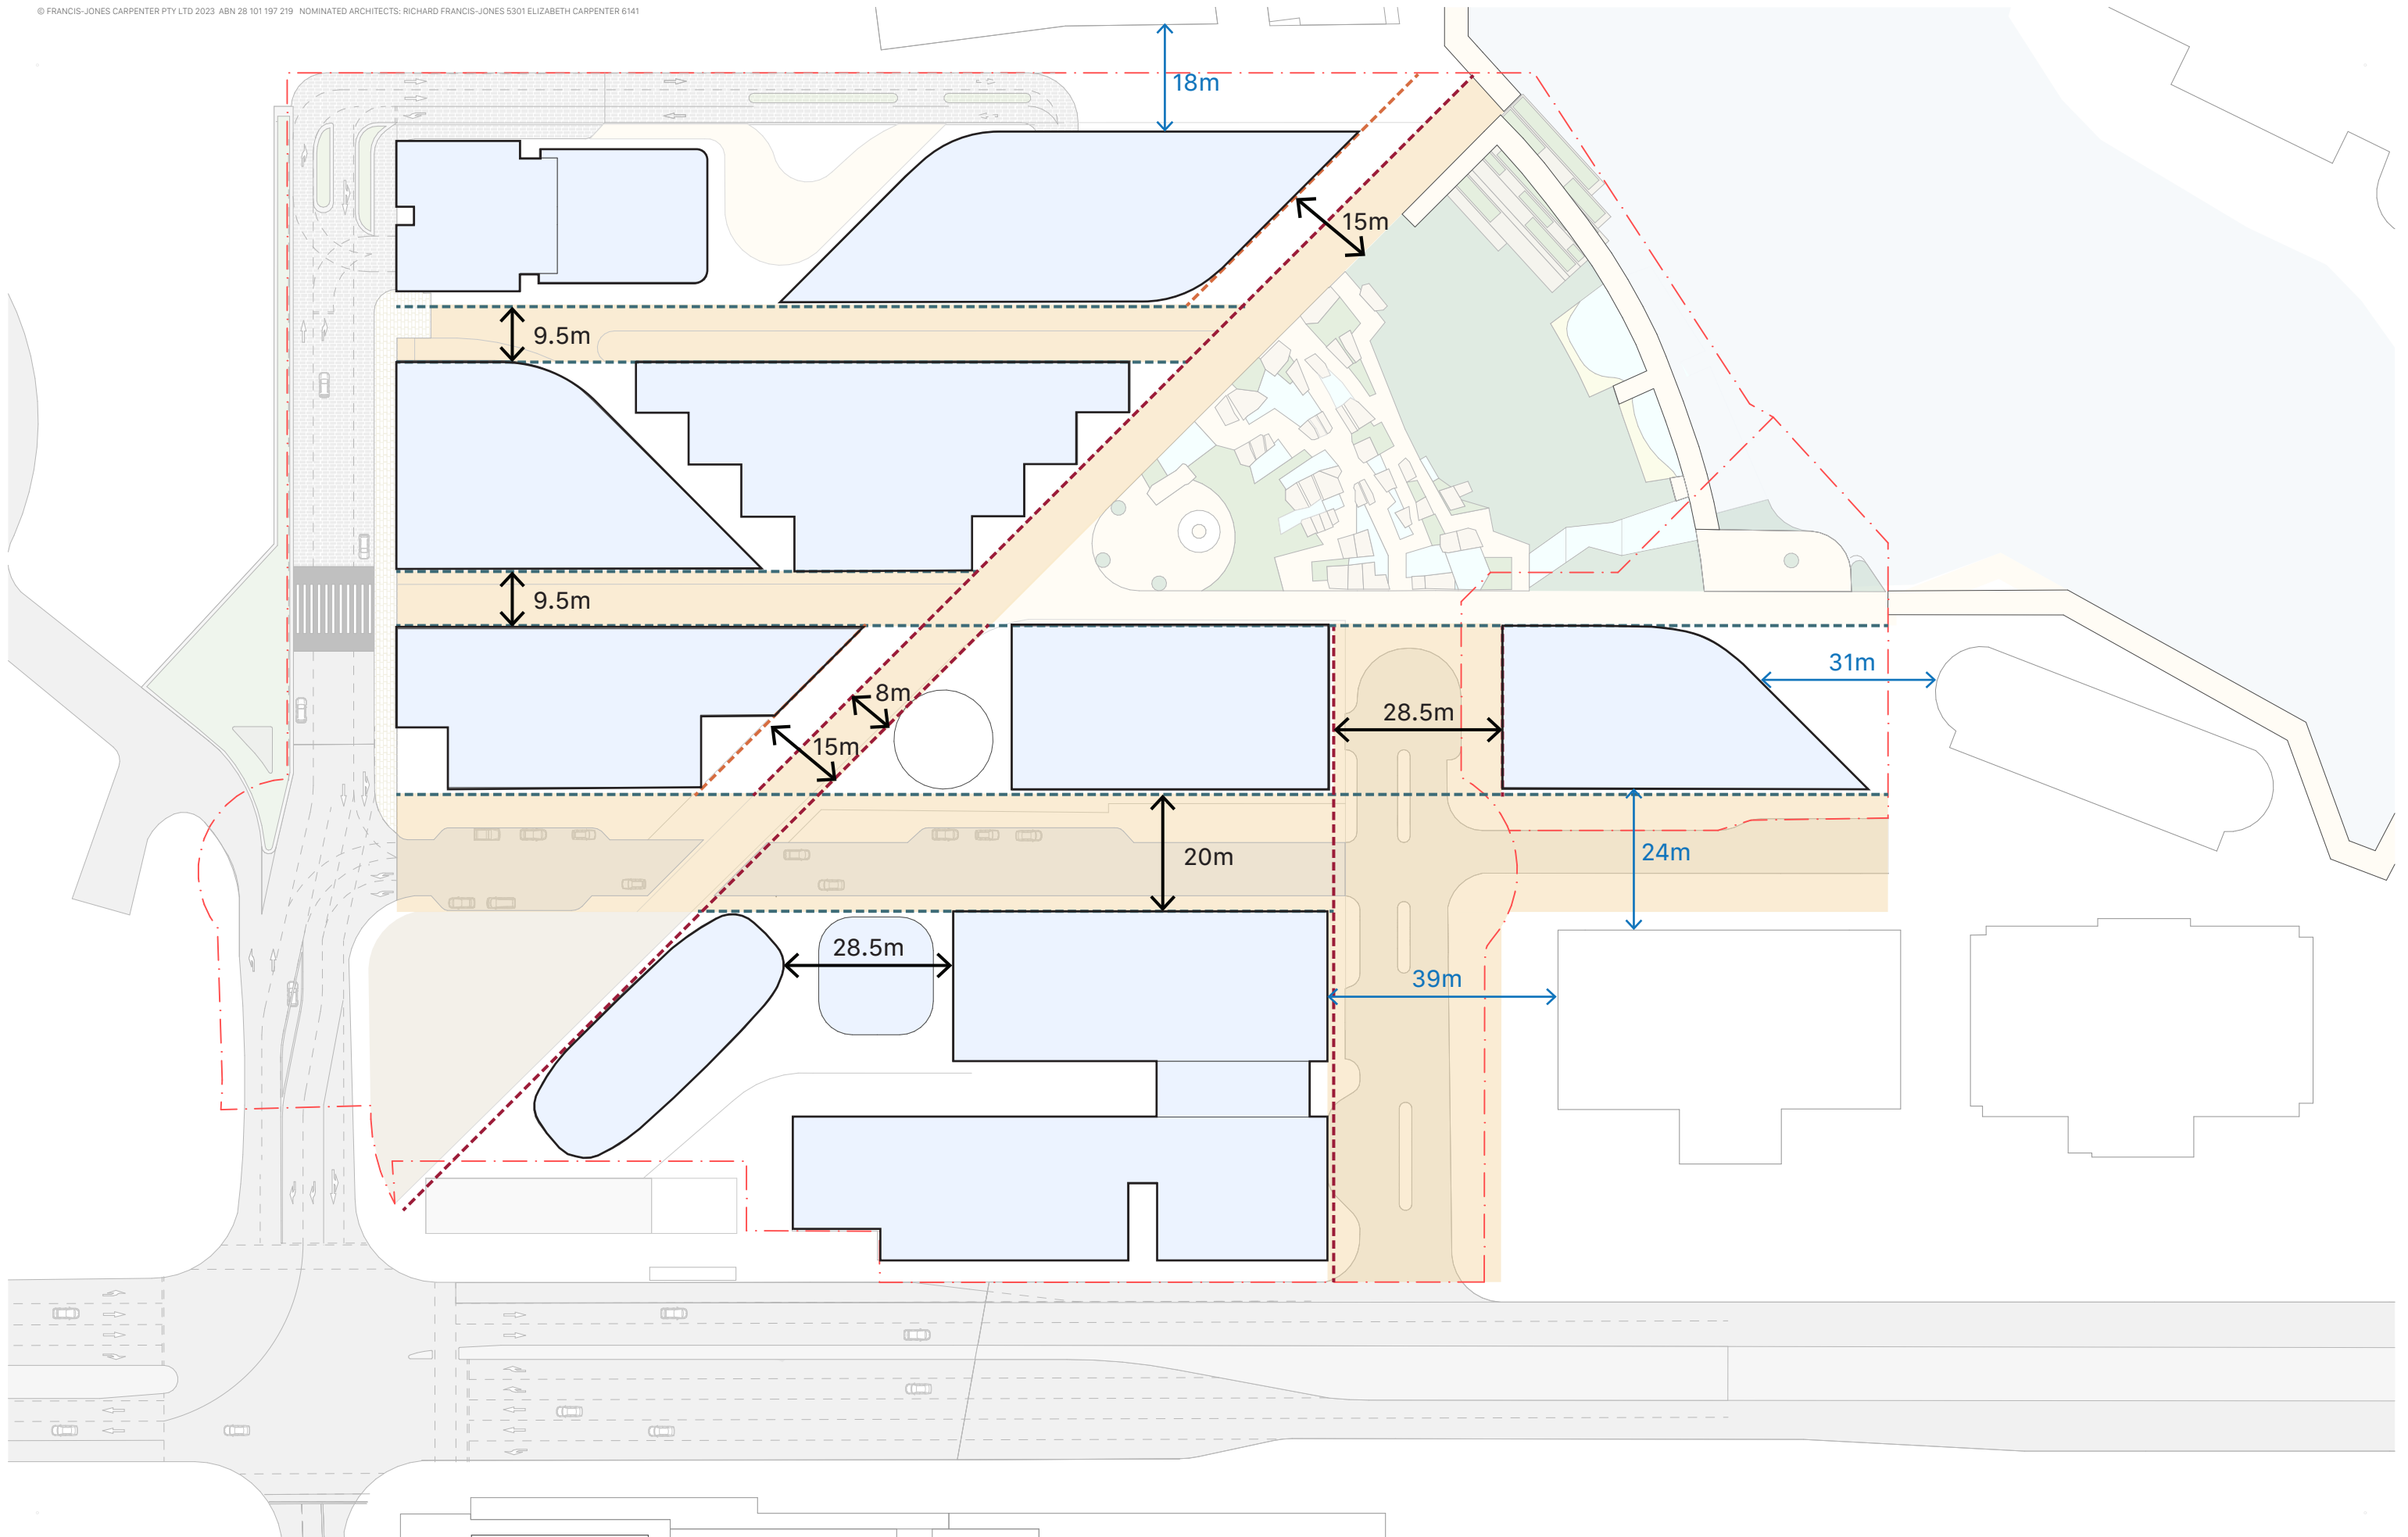 © FRANCIS-JONES CARPENTER PTY LTD 2023 ABN 28 101 197 219 NOMINATED ARCHITECTS: RICHARD FRANCIS-JONES 5301 ELIZABETH CARPENTER 6141
18m
15m
9.5m
9.5m
31m
8m
28.5m
15m
24m
20m
28.5m
39m